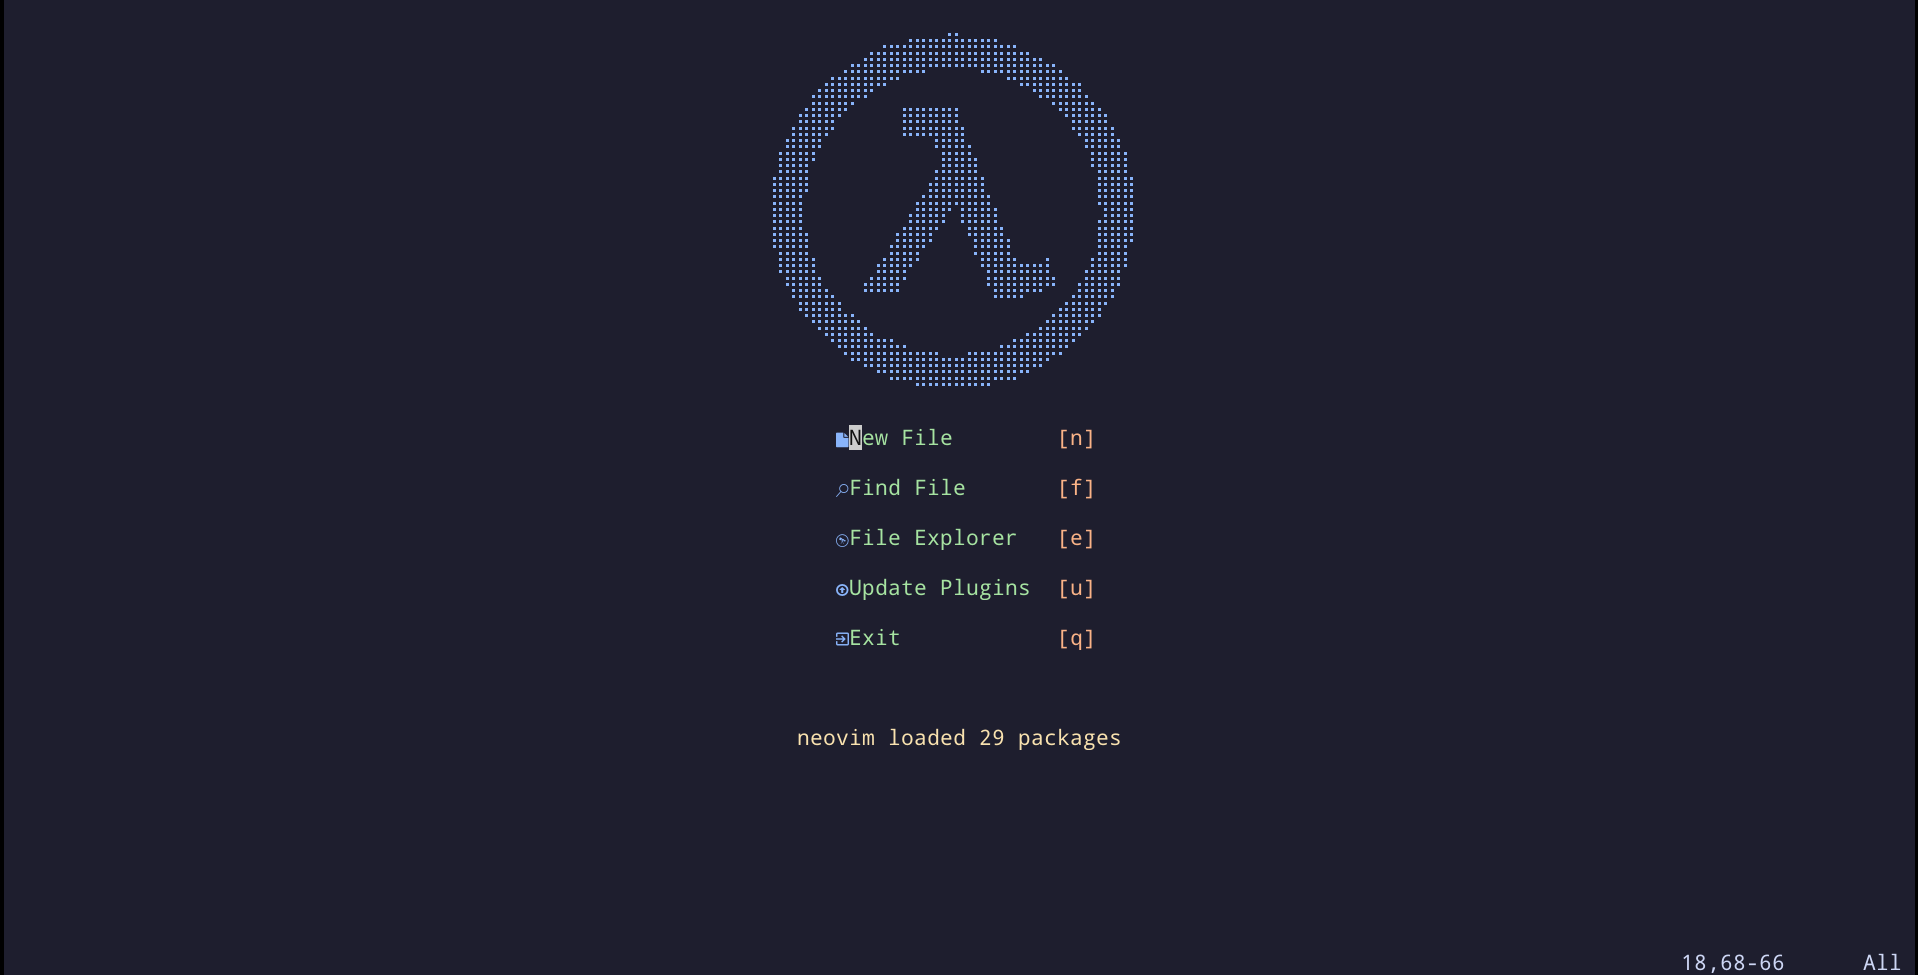 λ
New File [n]
Find File [f]
File Explorer [e]
Update Plugins [u]
Exit [q]
neovim loaded 29 packages
18,68-66 All